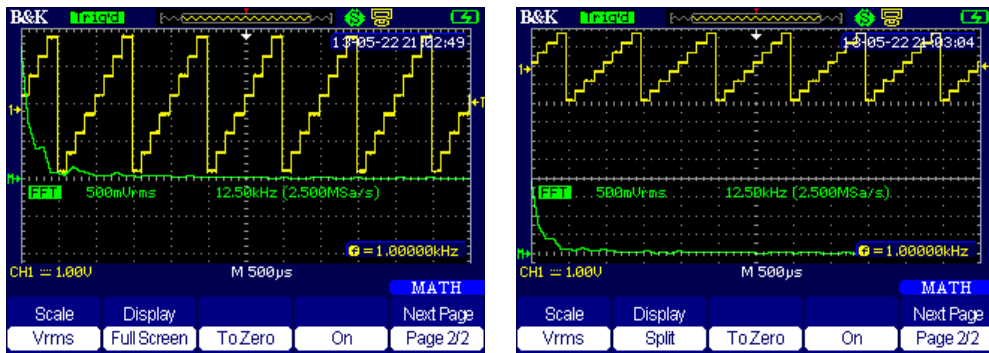 B&K Trig'd
13-05-22 21:02:49
1
T
M
FFT 500mVrms 12.50kHz (2.500MSa/s)
f = 1.00000kHz
CH1 1.00V M 500µs
MATH
Scale Display Next Page
Vrms Full Screen To Zero On Page 2/2
B&K Trig'd
13-05-22 21:03:04
1
FFT 500mVrms 12.50kHz (2.500MSa/s)
M
f = 1.00000kHz
CH1 1.00V M 500µs
MATH
Scale Display Next Page
Vrms Split To Zero On Page 2/2